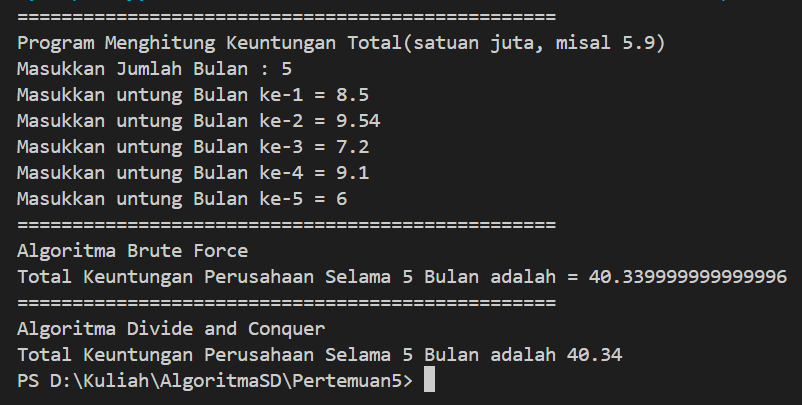 ==================================================
Program Menghitung Keuntungan Total(satuan juta, misal 5.9)
Masukkan Jumlah Bulan : 5
Masukkan untung Bulan ke-1 = 8.5
Masukkan untung Bulan ke-2 = 9.54
Masukkan untung Bulan ke-3 = 7.2
Masukkan untung Bulan ke-4 = 9.1
Masukkan untung Bulan ke-5 = 6
==================================================
Algoritma Brute Force
Total Keuntungan Perusahaan Selama 5 Bulan adalah = 40.339999999999996
==================================================
Algoritma Divide and Conquer
Total Keuntungan Perusahaan Selama 5 Bulan adalah 40.34
PS D:\Kuliah\AlgoritmaSD\Pertemuan5>